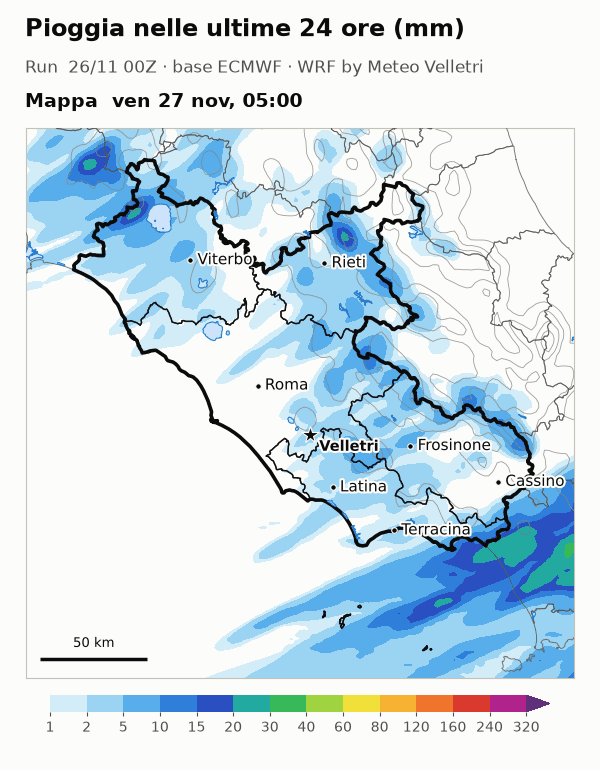 Pioggia nelle ultime 24 ore (mm)
Run  26/11 00Z · base ECMWF · WRF by Meteo Velletri
Mappa  ven 27 nov, 05:00
Viterbo
Rieti
Roma
Velletri
Frosinone
Latina
Cassino
Terracina
50 km
1 2 5 10 15 20 30 40 60 80 120 160 240 320